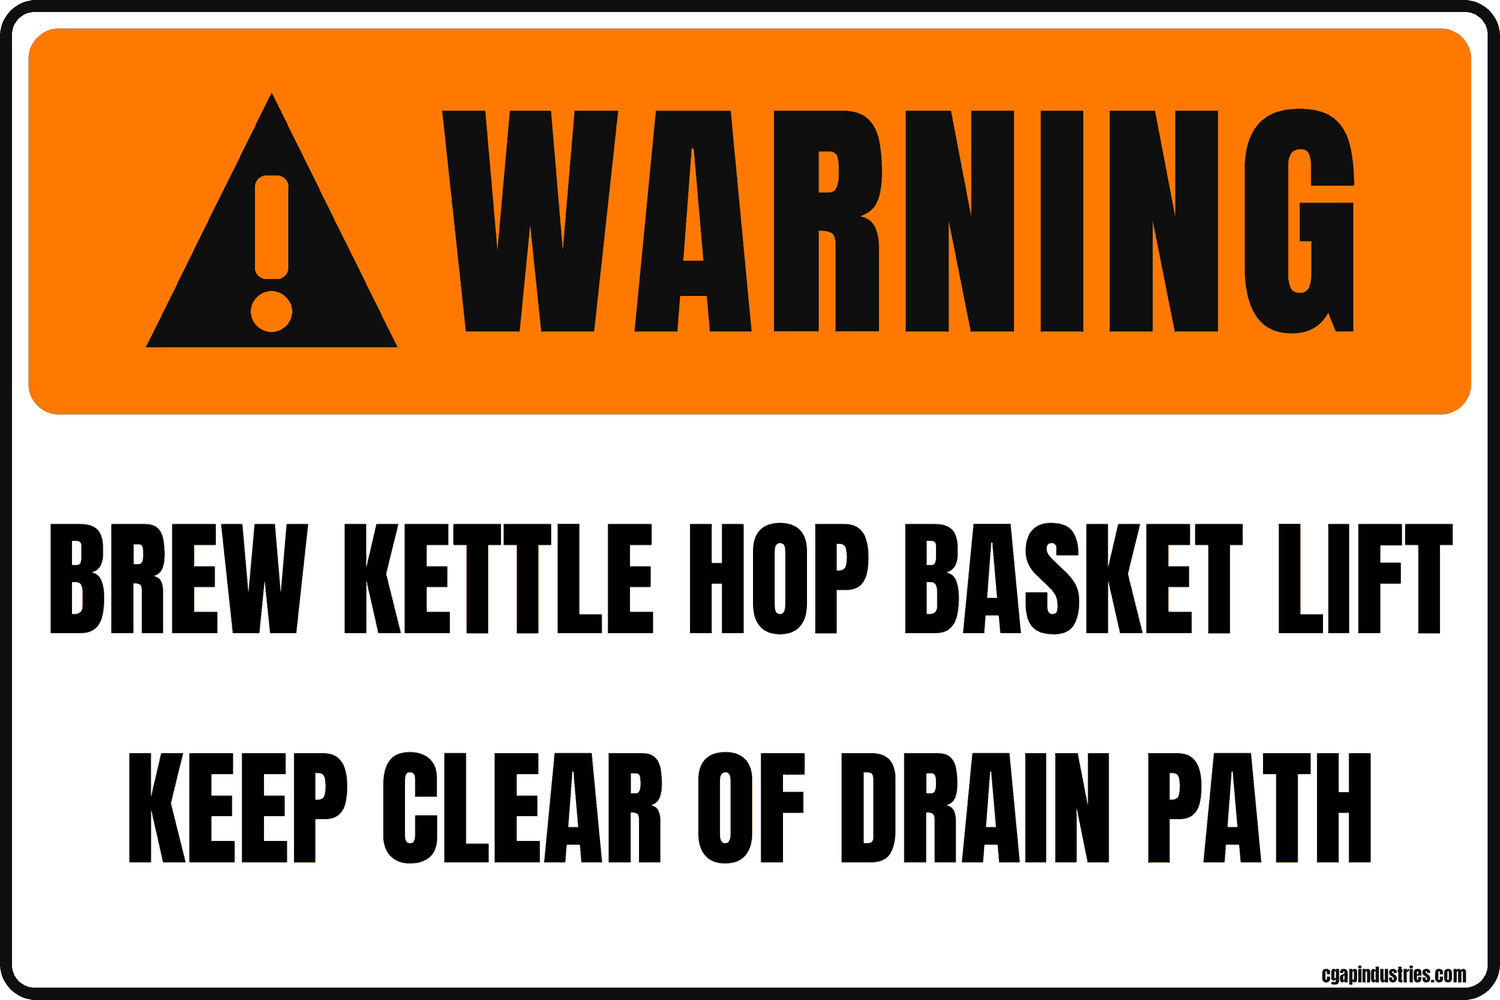 WARNING
BREW KETTLE HOP BASKET LIFT
KEEP CLEAR OF DRAIN PATH
cgapindustries.com